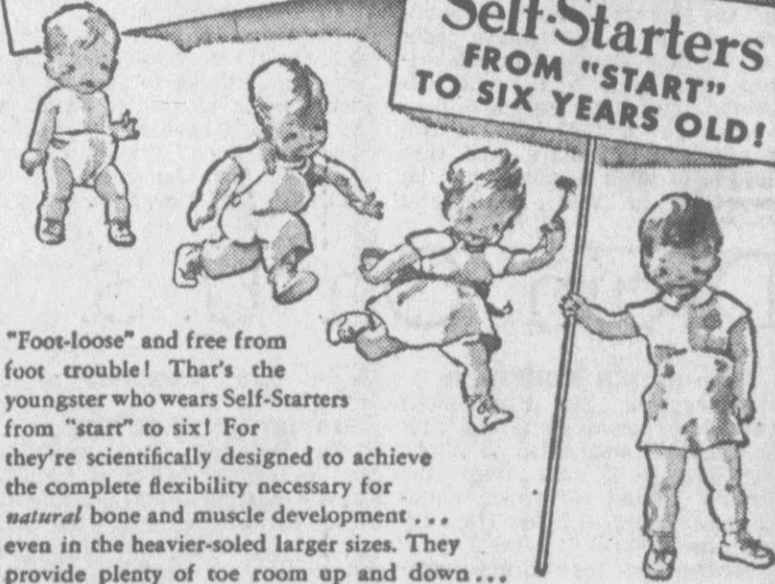 Self-Starters
FROM "START"
TO SIX YEARS OLD!
"Foot-loose" and free from
foot trouble! That's the
youngster who wears Self-Starters
from "start" to six! For
they're scientifically designed to achieve
the complete flexibility necessary for
natural bone and muscle development...
even in the heavier-soled larger sizes. They
provide plenty of toe room up and down...